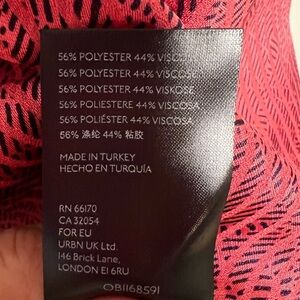 56% POLYESTER 44% VISCOSE
56% POLYESTER 44% VISCOSE
56% POLYESTER 44% VISKOSE
56% POLIESTERE 44% VISCOSA
56% POLIÉSTER 44% VISCOSA
56% 涤纶 44% 粘胶
MADE IN TURKEY
HECHO EN TURQUÍA
RN 66170
CA 32054
FOR EU
URBN UK Ltd.
146 Brick Lane,
LONDON E1 6RU
OB1168591